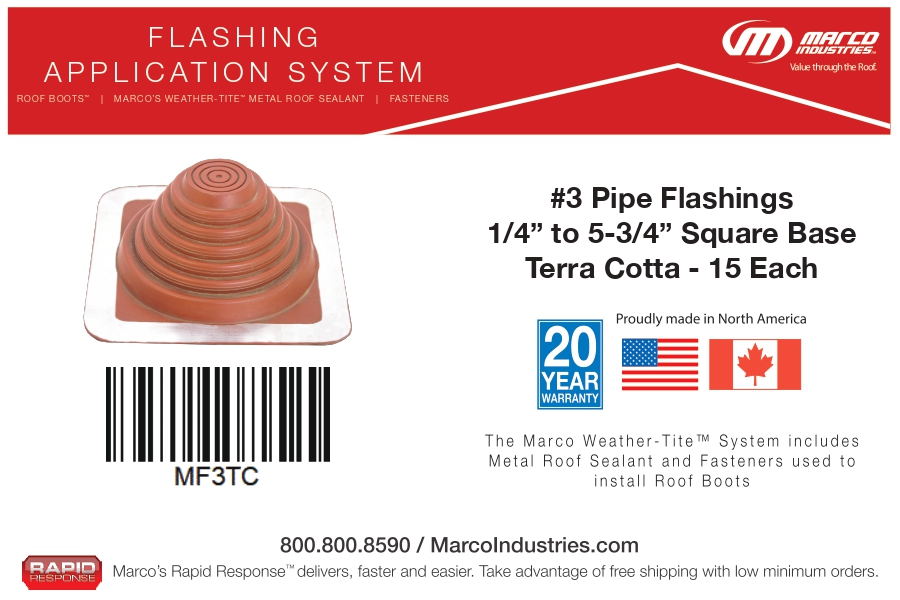 FLASHING
APPLICATION SYSTEM
ROOF BOOTS™ | MARCO'S WEATHER-TITE™ METAL ROOF SEALANT | FASTENERS
MARCO
INDUSTRIES™
Value through the Roof.
#3 Pipe Flashings
1/4” to 5-3/4” Square Base
Terra Cotta - 15 Each
MF3TC
20
YEAR
WARRANTY
Proudly made in North America
The Marco Weather-Tite™ System includes
Metal Roof Sealant and Fasteners used to
install Roof Boots
800.800.8590 / MarcoIndustries.com
RAPID
RESPONSE
Marco's Rapid Response™ delivers, faster and easier. Take advantage of free shipping with low minimum orders.